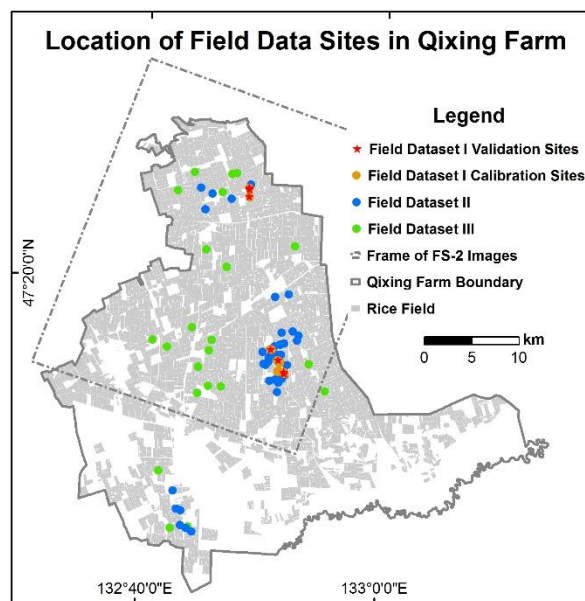 Location of Field Data Sites in Qixing Farm
Legend
Field Dataset I Validation Sites
Field Dataset I Calibration Sites
Field Dataset II
Field Dataset III
Frame of FS-2 Images
Qixing Farm Boundary
Rice Field
km
0 5 10
47°20'0"N
132°40'0"E 133°0'0"E